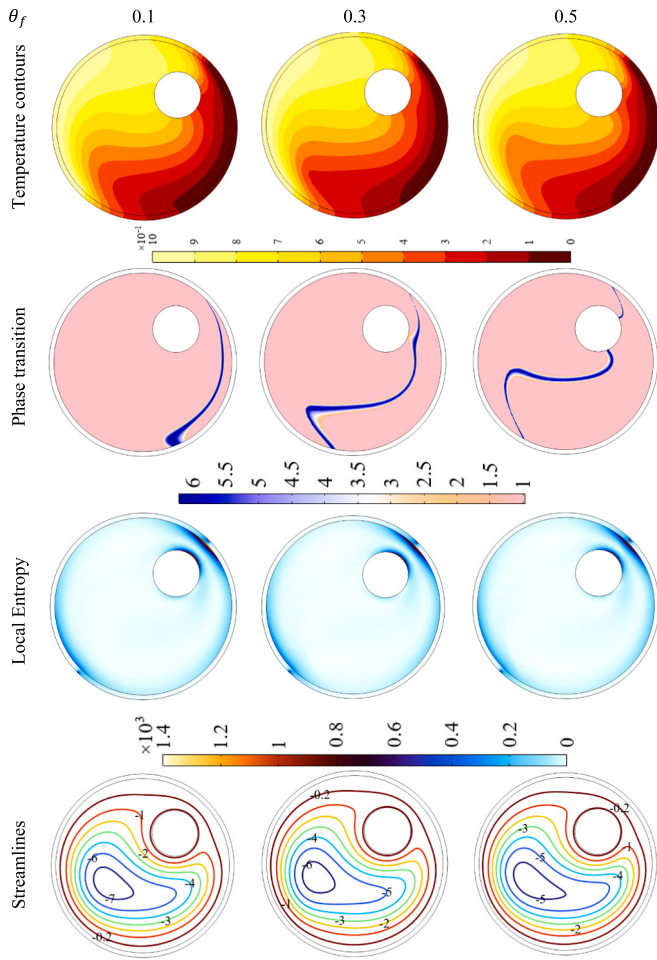 θf 0.1 0.3 0.5
Temperature contours
×10⁻¹
10 9 8 7 6 5 4 3 2 1 0
Phase transition
6 5.5 5 4.5 4 3.5 3 2.5 2 1.5 1
Local Entropy
×10³
1.4 1.2 1 0.8 0.6 0.4 0.2 0
Streamlines
-1 -2 -6 -4 -7 -3 -0.2
-0.2 -4 -6 -5 -1 -3 -2
-0.2 -3 -1 -5 -4 -5 -2